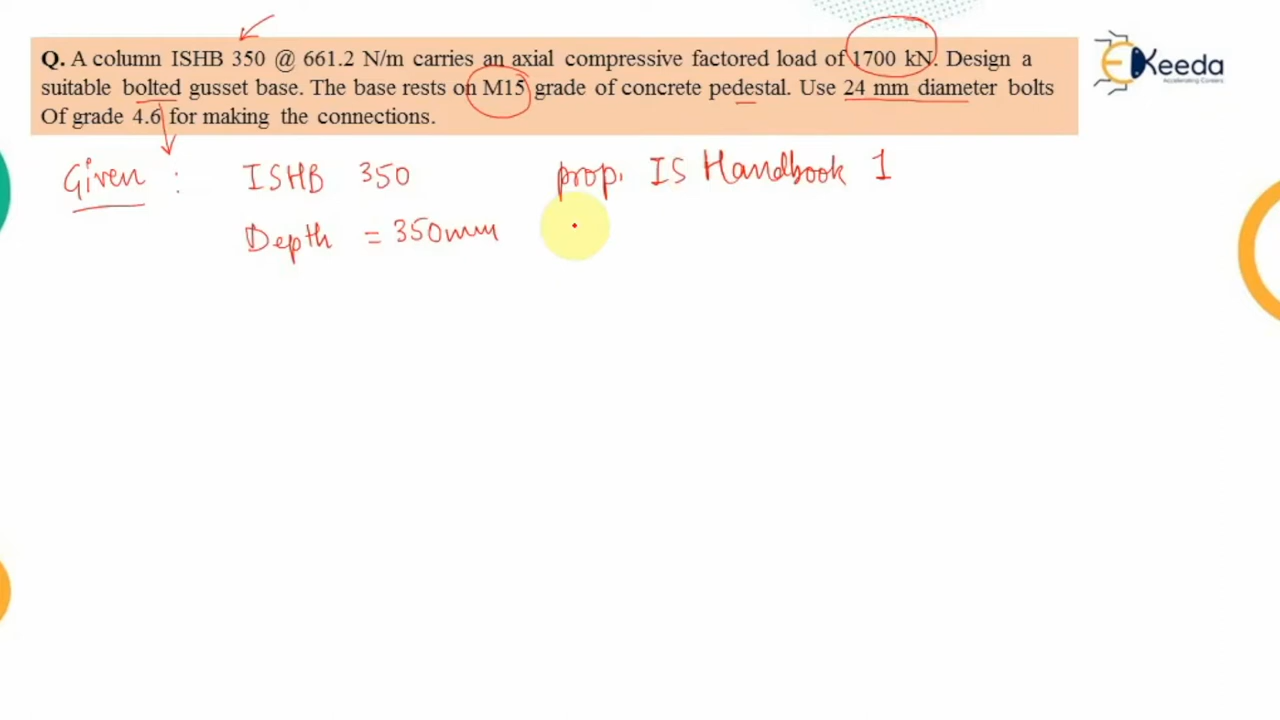 Q. A column ISHB 350 @ 661.2 N/m carries an axial compressive factored load of 1700 kN. Design a
suitable bolted gusset base. The base rests on M15 grade of concrete pedestal. Use 24 mm diameter bolts
Of grade 4.6 for making the connections.
Ekeeda
Accelerating Careers
Given : ISHB 350 prop. IS Handbook 1
Depth = 350mm